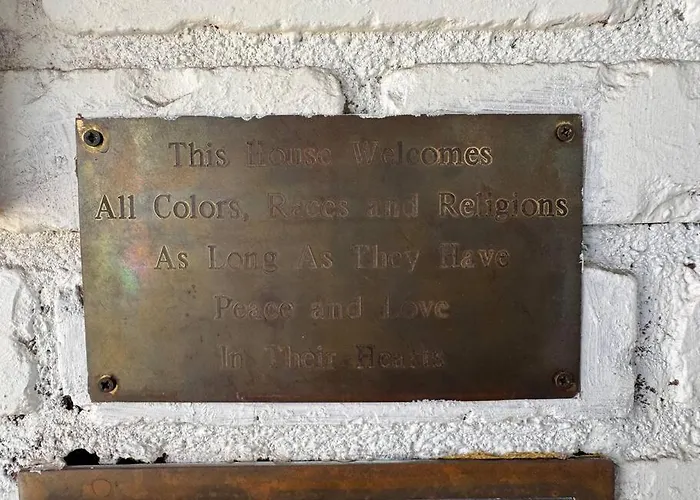 This House Welcomes
All Colors, Races and Religions
As Long As They Have
Peace and Love
In Their Hearts